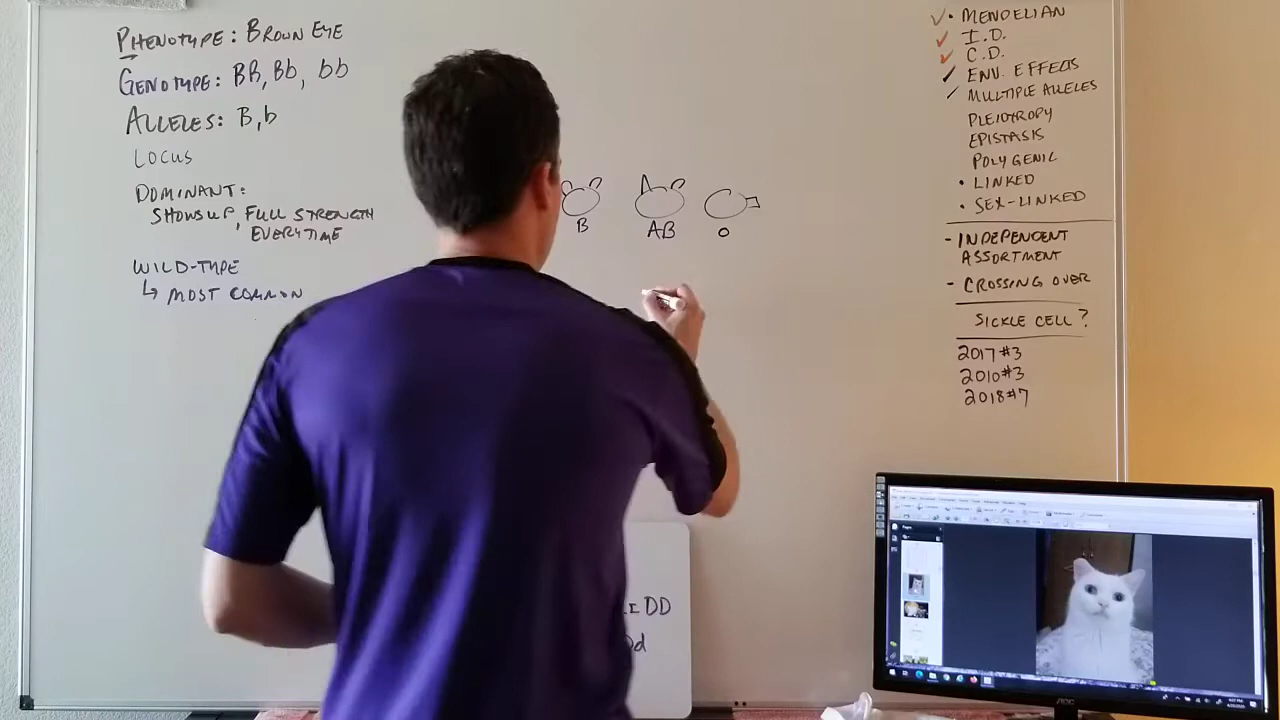 PHENOTYPE: BROWN EYE
GENOTYPE: BB, Bb, bb
ALLELES: B, b
LOCUS
DOMINANT:
SHOWS UP, FULL STRENGTH
EVERYTIME
WILD-TYPE
↳ MOST COMMON
B AB O
DD
Dd
✓• MENDELIAN
✓ I.D.
✓ C.D.
✓ ENV. EFFECTS
✓ MULTIPLE ALLELES
PLEIOTROPY
EPISTASIS
POLYGENIC
• LINKED
• SEX-LINKED
- INDEPENDENT
ASSORTMENT
- CROSSING OVER
SICKLE CELL?
2017#3
2010#3
2018#7
AOC